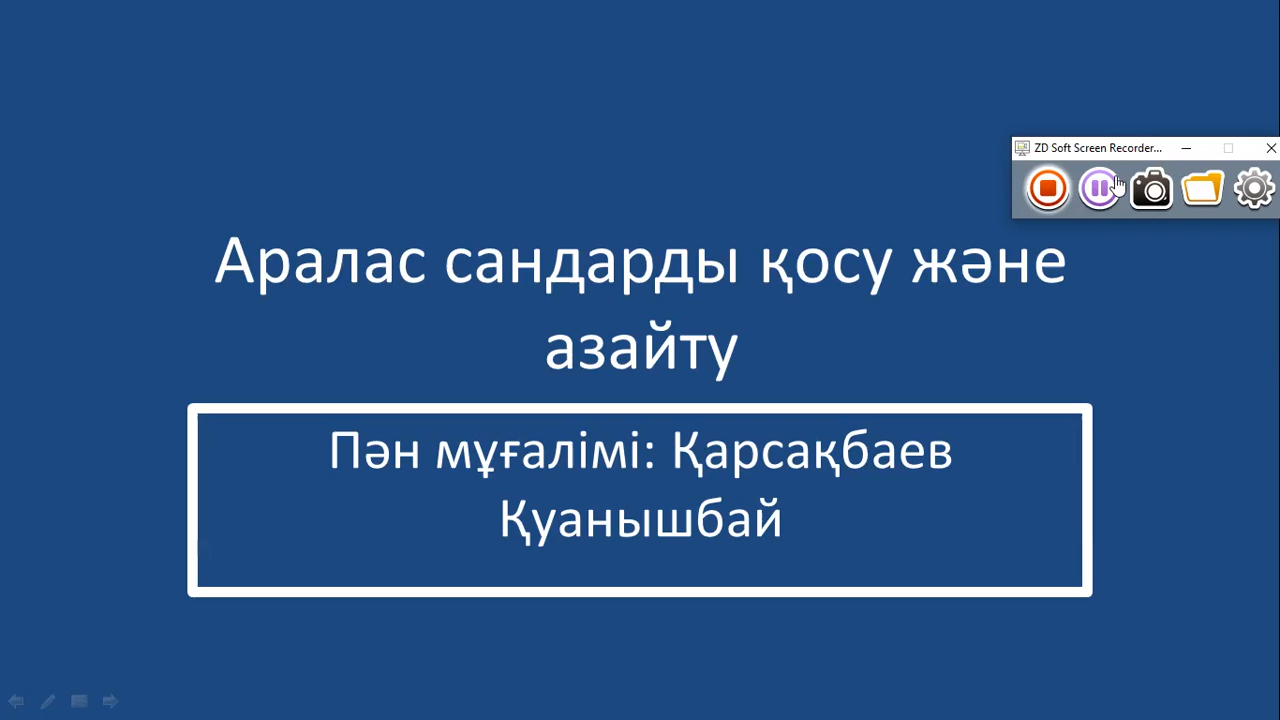 ZD Soft Screen Recorder...
Аралас сандарды қосу және
азайту
Пән мұғалімі: Қарсақбаев
Қуанышбай